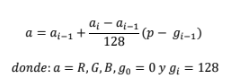 a = a_{i-1} + \frac{a_i - a_{i-1}}{128} (p - g_{i-1})
donde: a = R, G, B, g_0 = 0 y g_i = 128